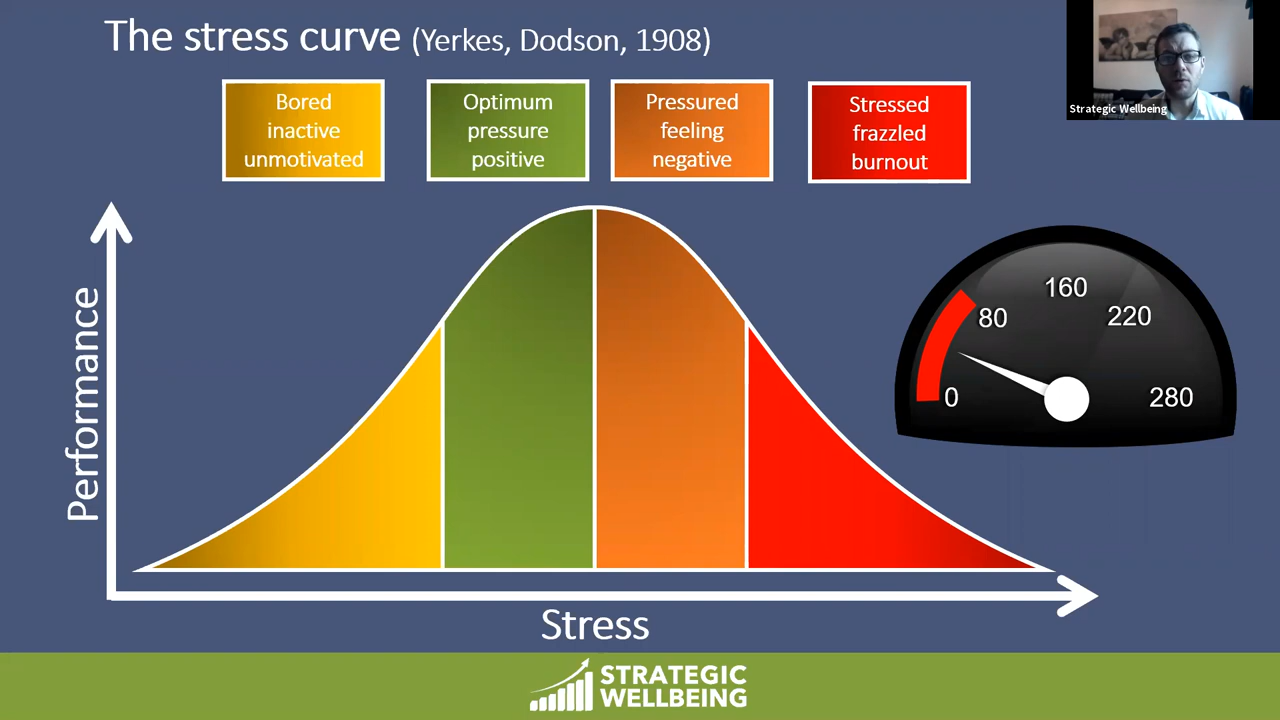 The stress curve (Yerkes, Dodson, 1908)
Strategic Wellbeing
Bored
inactive
unmotivated
Optimum
pressure
positive
Pressured
feeling
negative
Stressed
frazzled
burnout
Performance
0
80
160
220
280
Stress
STRATEGIC
WELLBEING